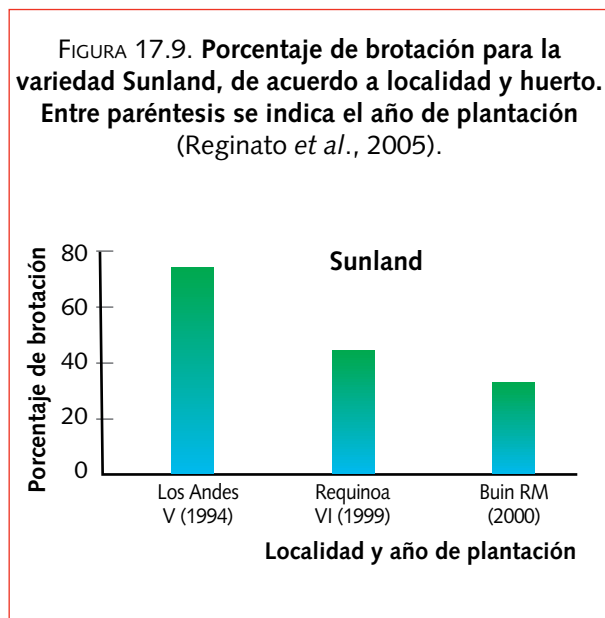 FIGURA 17.9. Porcentaje de brotación para la
variedad Sunland, de acuerdo a localidad y huerto.
Entre paréntesis se indica el año de plantación
(Reginato et al., 2005).
Sunland
Porcentaje de brotación
80
60
40
20
0
Los Andes
V (1994)
Requinoa
VI (1999)
Buin RM
(2000)
Localidad y año de plantación